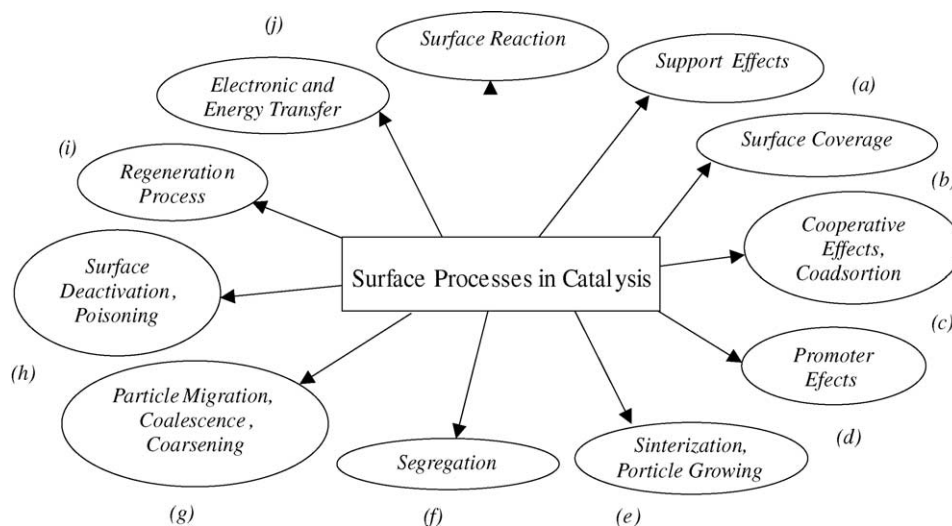 (j)
Surface Reaction
Support Effects
Electronic and
Energy Transfer
(a)
Surface Coverage
(i)
Regeneration
Process
(b)
Cooperative
Effects,
Coadsortion
Surface Processes in Catalysis
Surface
Deactivation,
Poisoning
(c)
Promoter
Efects
(h)
Particle Migration,
Coalescence,
Coarsening
(d)
Sinterization,
Particle Growing
Segregation
(g)
(f)
(e)